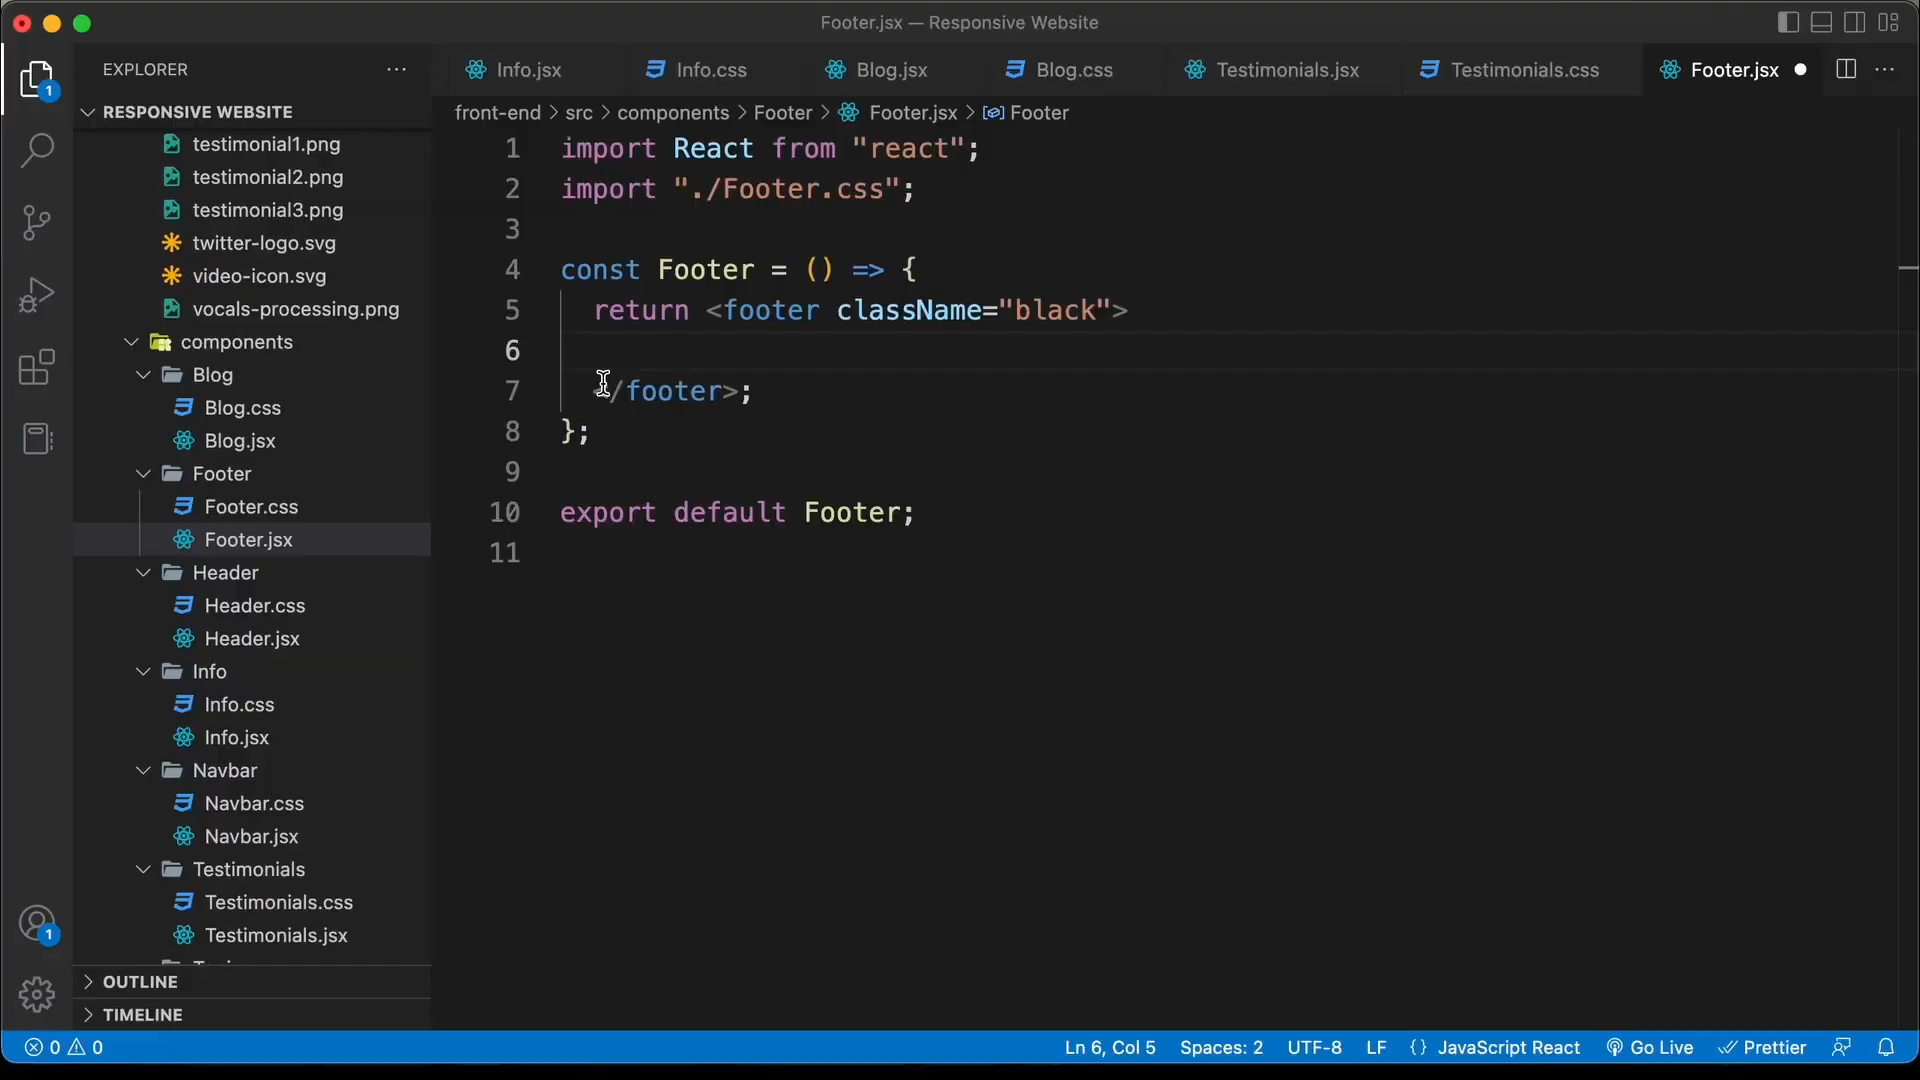 Footer.jsx — Responsive Website
EXPLORER
Info.jsx
Info.css
Blog.jsx
Blog.css
Testimonials.jsx
Testimonials.css
Footer.jsx
1
RESPONSIVE WEBSITE
front-end > src > components > Footer > Footer.jsx > Footer
testimonial1.png
testimonial2.png
testimonial3.png
twitter-logo.svg
video-icon.svg
vocals-processing.png
components
Blog
Blog.css
Blog.jsx
Footer
Footer.css
Footer.jsx
Header
Header.css
Header.jsx
Info
Info.css
Info.jsx
Navbar
Navbar.css
Navbar.jsx
Testimonials
Testimonials.css
Testimonials.jsx
OUTLINE
TIMELINE
1
1 import React from "react";
2 import "./Footer.css";
3
4 const Footer = () => {
5 return <footer className="black">
6
7 </footer>;
8 };
9
10 export default Footer;
11
0 0
Ln 6, Col 5
Spaces: 2
UTF-8
LF
{} JavaScript React
Go Live
Prettier